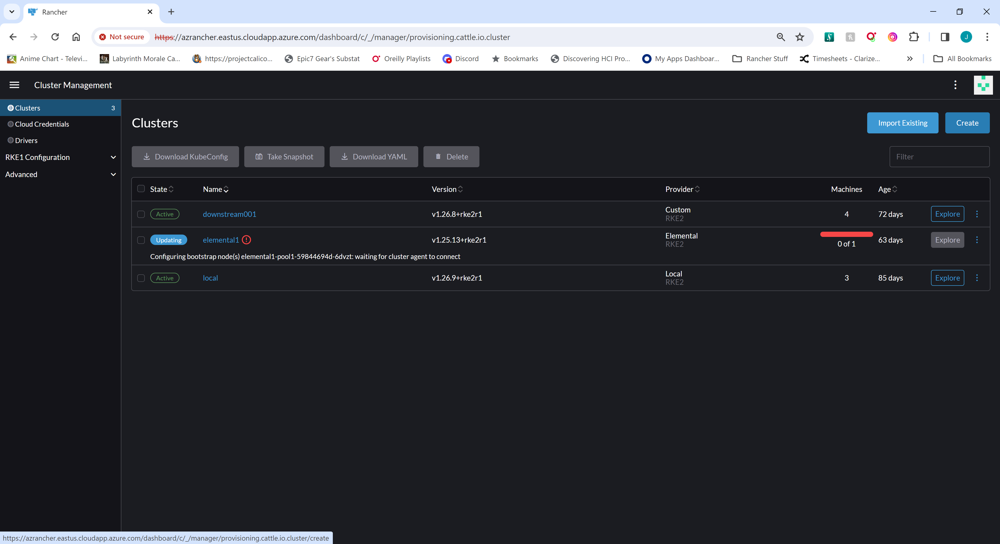 Rancher
Not secure
https://azrancher.eastus.cloudapp.azure.com/dashboard/c/_/manager/provisioning.cattle.io.cluster
J
Anime Chart - Televi...
Labyrinth Morale Ca...
https://projectcalico...
Epic7 Gear's Substat
Oreilly Playlists
Discord
Bookmarks
Discovering HCI Pro...
My Apps Dashboar...
Rancher Stuff
Timesheets - Clarize...
All Bookmarks
Cluster Management
Clusters 3
Cloud Credentials
Drivers
RKE1 Configuration
Advanced
Clusters
Import Existing
Create
Download KubeConfig
Take Snapshot
Download YAML
Delete
Filter
State Name Version Provider Machines Age
Active downstream001 v1.26.8+rke2r1 Custom 4 72 days Explore
RKE2
Updating elemental1 v1.25.13+rke2r1 Elemental 0 of 1 63 days Explore
RKE2
Configuring bootstrap node(s) elemental1-pool1-59844694d-6dvzt: waiting for cluster agent to connect
Active local v1.26.9+rke2r1 Local 3 85 days Explore
RKE2
https://azrancher.eastus.cloudapp.azure.com/dashboard/c/_/manager/provisioning.cattle.io.cluster/create